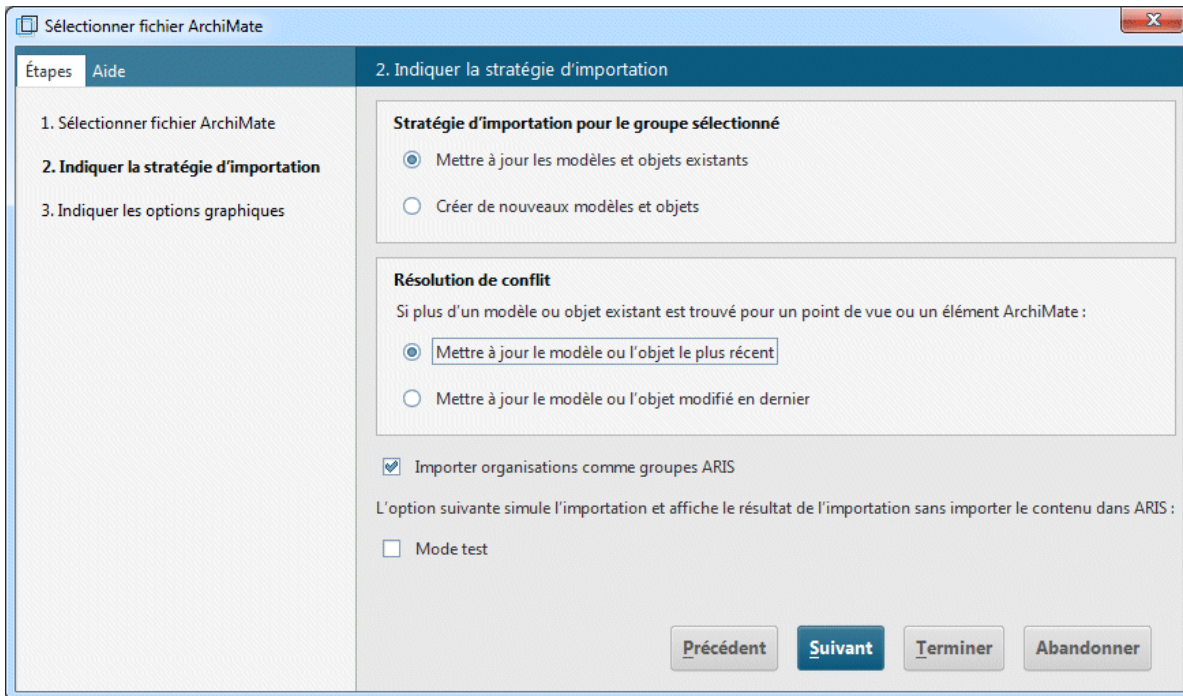 Sélectionner fichier ArchiMate
Étapes Aide
1. Sélectionner fichier ArchiMate
2. Indiquer la stratégie d'importation
3. Indiquer les options graphiques
2. Indiquer la stratégie d'importation
Stratégie d'importation pour le groupe sélectionné
Mettre à jour les modèles et objets existants
Créer de nouveaux modèles et objets
Résolution de conflit
Si plus d'un modèle ou objet existant est trouvé pour un point de vue ou un élément ArchiMate :
Mettre à jour le modèle ou l'objet le plus récent
Mettre à jour le modèle ou l'objet modifié en dernier
Importer organisations comme groupes ARIS
L'option suivante simule l'importation et affiche le résultat de l'importation sans importer le contenu dans ARIS :
Mode test
Précédent Suivant Terminer Abandonner